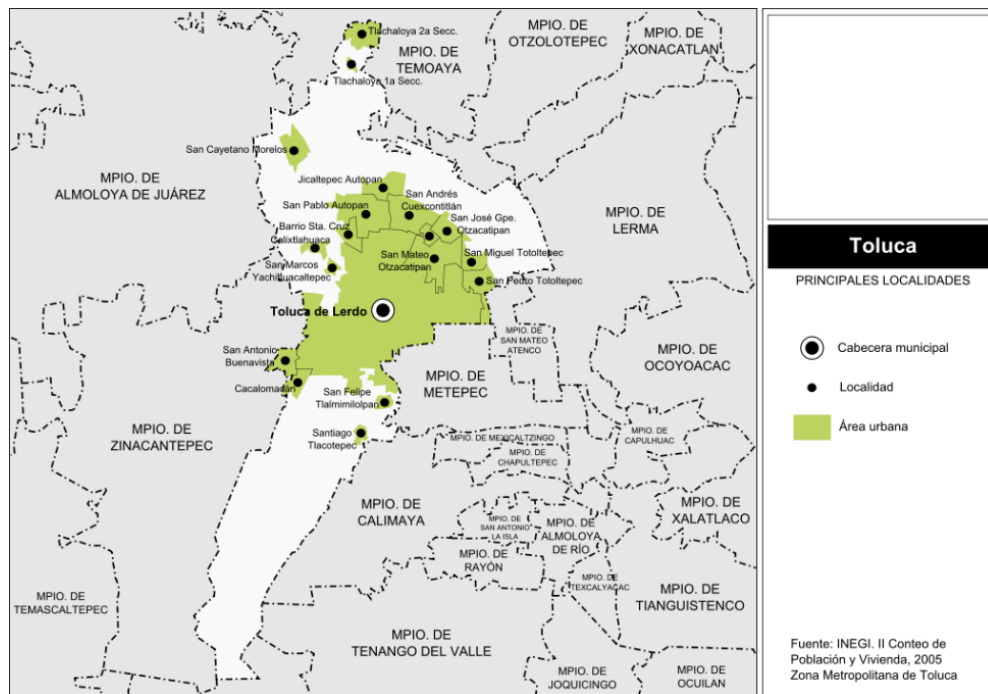 Tlachaloya 2a Secc.
MPIO. DE
TEMOAYA
MPIO. DE
OTZOLOTEPEC
MPIO. DE
XONACATLAN
Tlachaloya 1a Secc.
San Cayetano Morelos
MPIO. DE
ALMOLOYA DE JUÁREZ
Jicaltepec Autopan
San Andrés
Cuexcontitlán
San Pablo Autopan
San José Gpe.
Otzacatipan
Barrio Sta. Cruz
Calixtlahuaca
San Marcos
Yachihuacaltepec
San Mateo
Otzacatipan
San Miguel Totoltepec
San Pedro Totoltepec
MPIO. DE
LERMA
Toluca de Lerdo
MPIO. DE
SAN MATEO
ATENCO
MPIO. DE
OCOYOACAC
San Antonio
Buenavista
Cacalomacán
San Felipe
Tlalmimilolpan
MPIO. DE
METEPEC
MPIO. DE
ZINACANTEPEC
Santiago
Tlacotepec
MPIO. DE MEXICALTZINGO
MPIO. DE
CHAPULTEPEC
MPIO. DE
CAPULHUAC
MPIO. DE
CALIMAYA
MPIO. DE
SAN ANTONIO
LA ISLA
MPIO. DE
ALMOLOYA
DE RÍO
MPIO. DE
XALATLACO
MPIO. DE
RAYÓN
MPIO. DE
TEXCALYACAC
MPIO. DE
TIANGUISTENCO
MPIO. DE
TEMASCALTEPEC
MPIO. DE
TENANGO DEL VALLE
MPIO. DE
JOQUICINGO
MPIO. DE
OCUILAN
Toluca
PRINCIPALES LOCALIDADES
Cabecera municipal
Localidad
Área urbana
Fuente: INEGI. II Conteo de
Población y Vivienda, 2005
Zona Metropolitana de Toluca